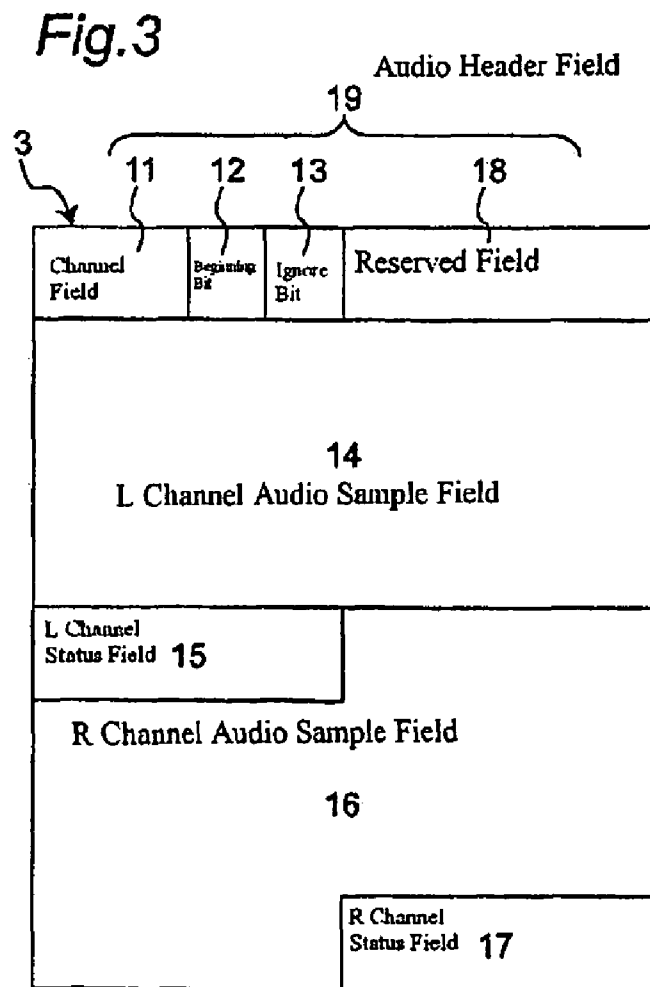 Fig.3
Audio Header Field
19
3
11
12
13
18
Channel
Field
Beginning
Bit
Ignore
Bit
Reserved Field
14
L Channel Audio Sample Field
L Channel
Status Field 15
R Channel Audio Sample Field
16
R Channel
Status Field 17